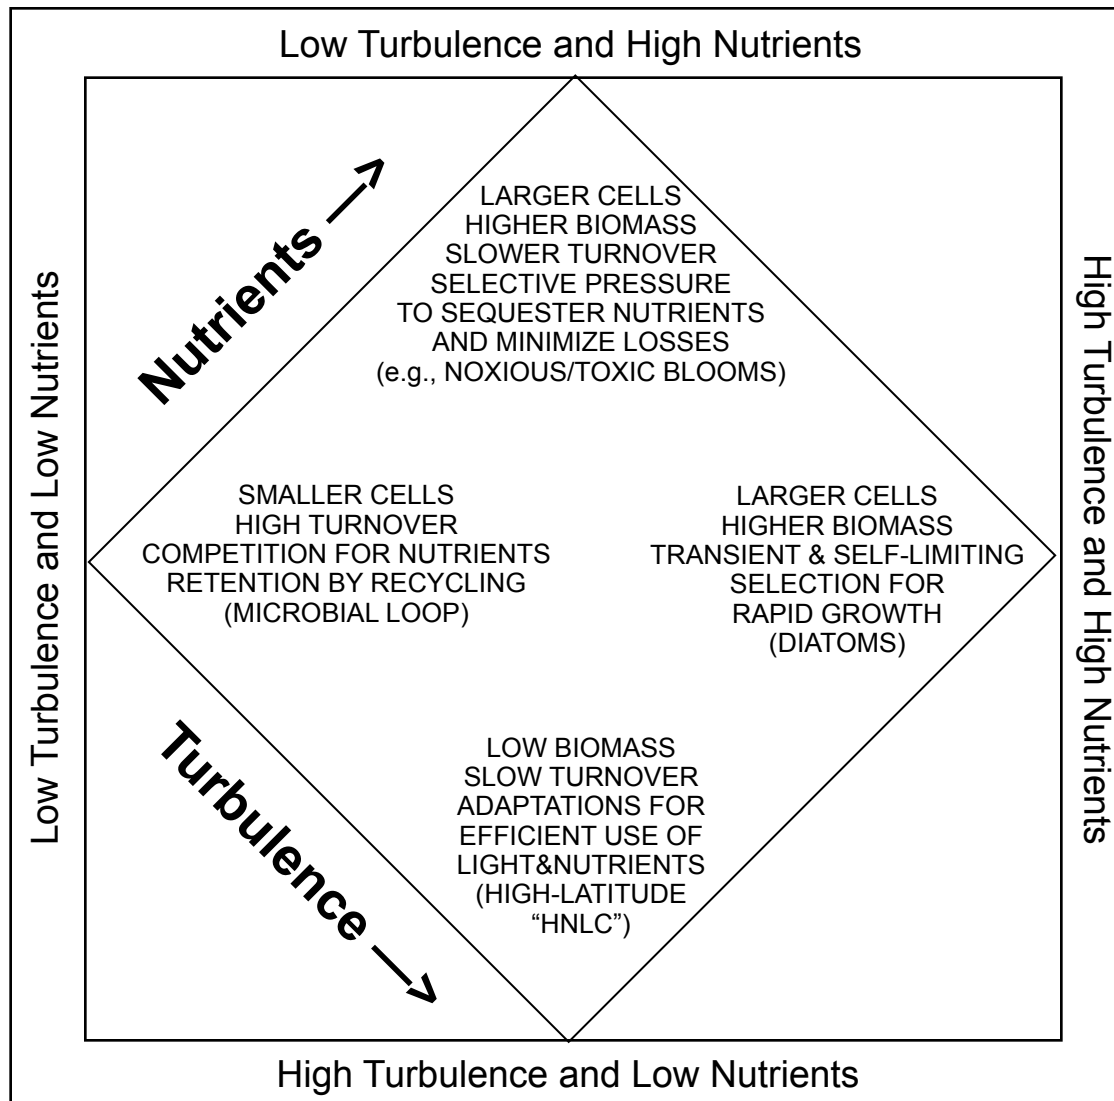 Low Turbulence and High Nutrients
Nutrients —>
LARGER CELLS
HIGHER BIOMASS
SLOWER TURNOVER
SELECTIVE PRESSURE
TO SEQUESTER NUTRIENTS
AND MINIMIZE LOSSES
(e.g., NOXIOUS/TOXIC BLOOMS)
Low Turbulence and Low Nutrients
SMALLER CELLS
HIGH TURNOVER
COMPETITION FOR NUTRIENTS
RETENTION BY RECYCLING
(MICROBIAL LOOP)
LARGER CELLS
HIGHER BIOMASS
TRANSIENT & SELF-LIMITING
SELECTION FOR
RAPID GROWTH
(DIATOMS)
High Turbulence and High Nutrients
Turbulence —>
LOW BIOMASS
SLOW TURNOVER
ADAPTATIONS FOR
EFFICIENT USE OF
LIGHT&NUTRIENTS
(HIGH-LATITUDE
“HNLC”)
High Turbulence and Low Nutrients